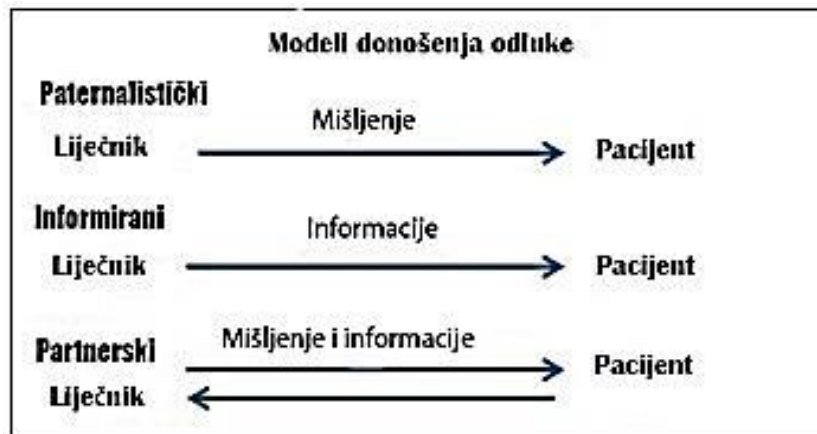 Modeli donošenja odluke
Paternalistički
Mišljenje
Liječnik Pacijent
Informirani
Informacije
Liječnik Pacijent
Mišljenje i informacije
Partnerski
Pacijent
Liječnik